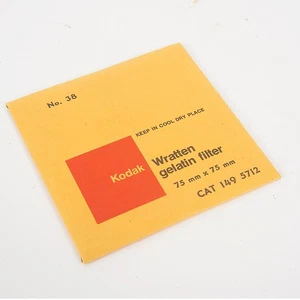 No. 38
KEEP IN COOL DRY PLACE
Kodak
Wratten
gelatin filter
75 mm x 75 mm
CAT 149 5712